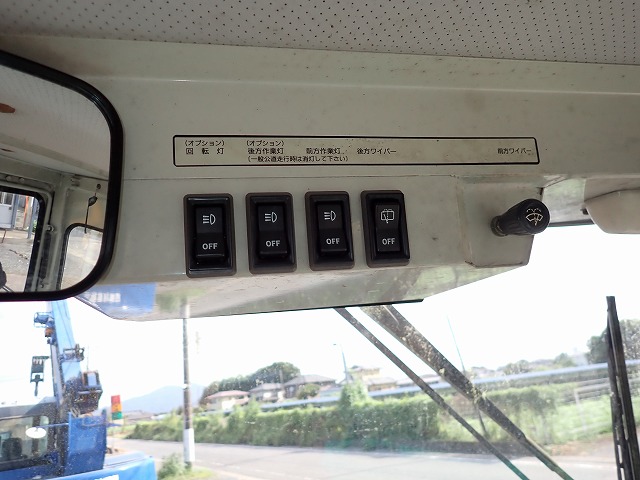 (オプション) (オプション)
回 転 灯 後方作業灯 前方作業灯 後方ワイパー 前方ワイパー
(一般公道走行時は消灯して下さい)
OFF OFF OFF OFF